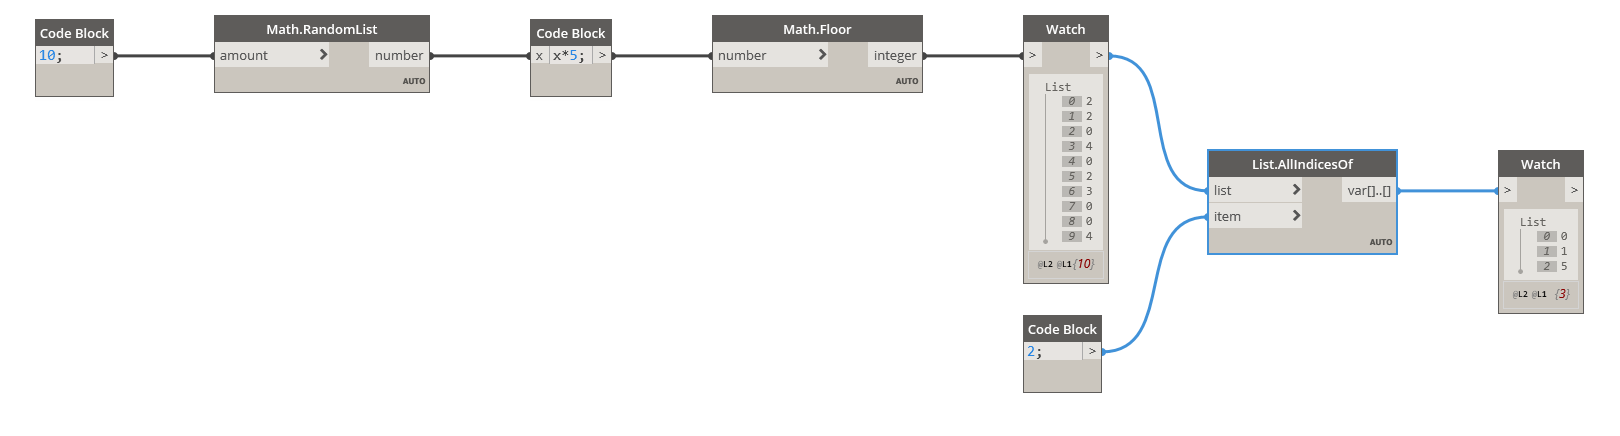 Code Block
10; >
Math.RandomList
amount > number
AUTO
Code Block
x x*5; >
Math.Floor
number > integer
AUTO
Watch
> >
List
0 2
1 2
2 0
3 4
4 0
5 2
6 3
7 0
8 0
9 4
@L2 @L1 {10}
Code Block
2; >
List.AllIndicesOf
list > var[]..[]
item >
AUTO
Watch
> >
List
0 0
1 1
2 5
@L2 @L1 {3}